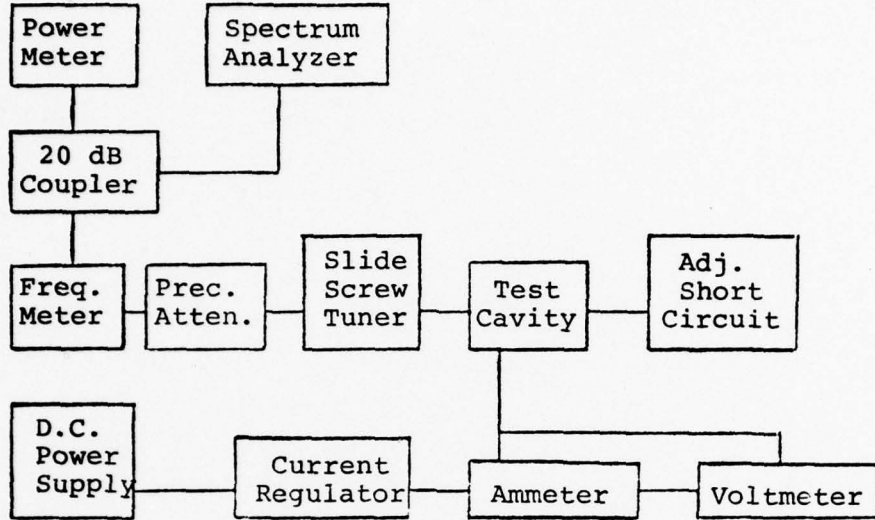 Power
Meter
Spectrum
Analyzer
20 dB
Coupler
Freq.
Meter
Prec.
Atten.
Slide
Screw
Tuner
Test
Cavity
Adj.
Short
Circuit
D.C.
Power
Supply
Current
Regulator
Ammeter
Voltmeter